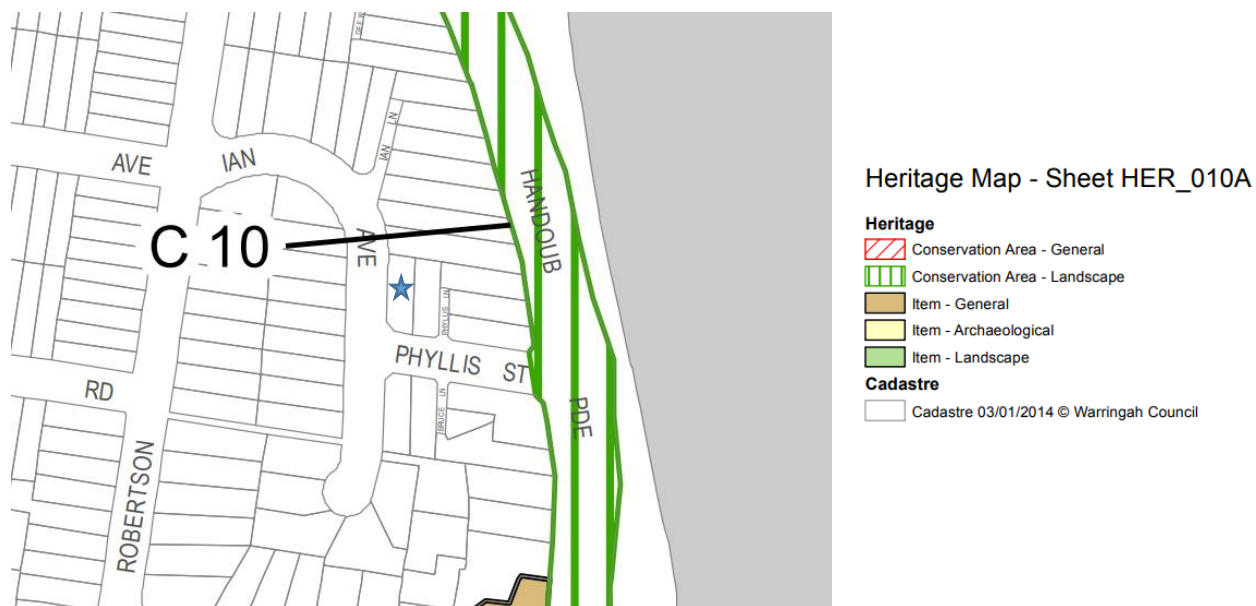 DEE W
AVE
IAN
IAN LN
HANDOUB
C 10
AVE
PHYLLIS LN
PHYLLIS ST
RD
BRUCE LN
PDE
ROBERTSON
Heritage Map - Sheet HER_010A
Heritage
Conservation Area - General
Conservation Area - Landscape
Item - General
Item - Archaeological
Item - Landscape
Cadastre
Cadastre 03/01/2014 © Warringah Council